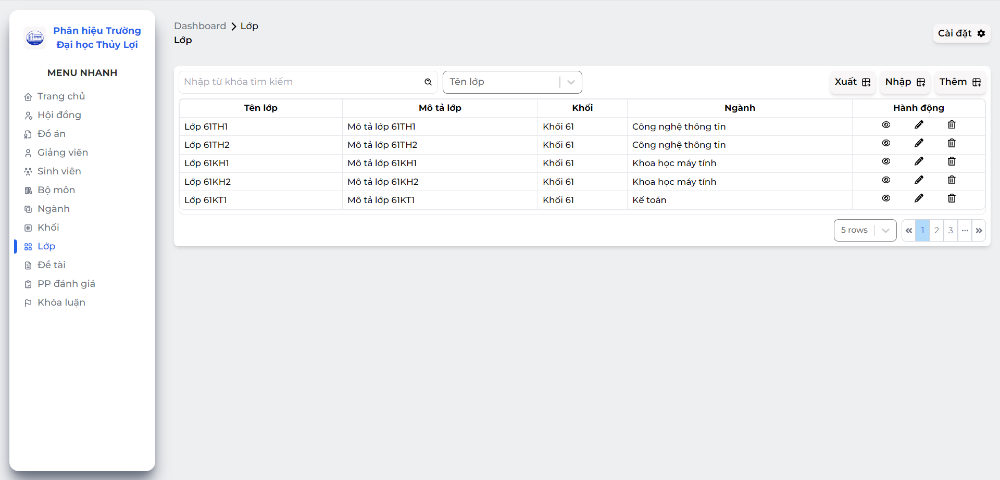 Phân hiệu Trường
Đại học Thủy Lợi
MENU NHANH
Trang chủ
Hội đồng
Đồ án
Giảng viên
Sinh viên
Bộ môn
Ngành
Khối
Lớp
Đề tài
PP đánh giá
Khóa luận
Dashboard Lớp
Lớp
Cài đặt
Nhập từ khóa tìm kiếm Tên lớp Xuất Nhập Thêm
Tên lớp Mô tả lớp Khối Ngành Hành động
Lớp 61TH1 Mô tả lớp 61TH1 Khối 61 Công nghệ thông tin
Lớp 61TH2 Mô tả lớp 61TH2 Khối 61 Công nghệ thông tin
Lớp 61KH1 Mô tả lớp 61KH1 Khối 61 Khoa học máy tính
Lớp 61KH2 Mô tả lớp 61KH2 Khối 61 Khoa học máy tính
Lớp 61KT1 Mô tả lớp 61KT1 Khối 61 Kế toán
5 rows « 1 2 3 ... »